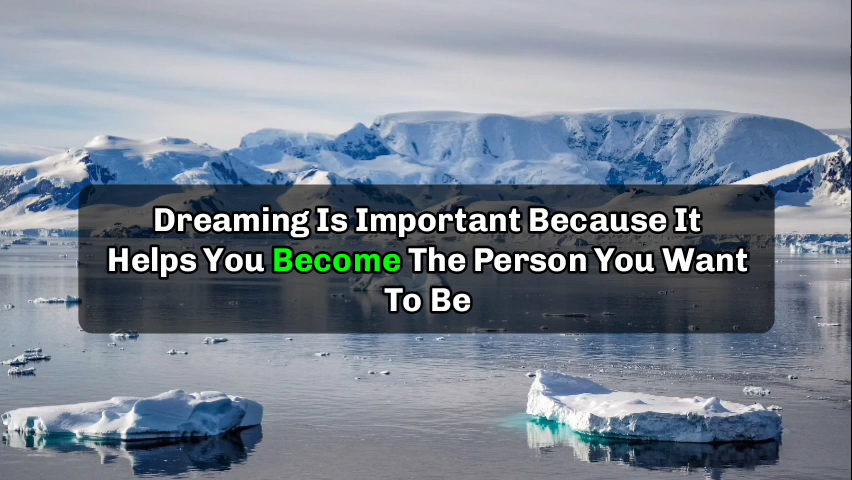 Dreaming Is Important Because It
Helps You Become The Person You Want
To Be